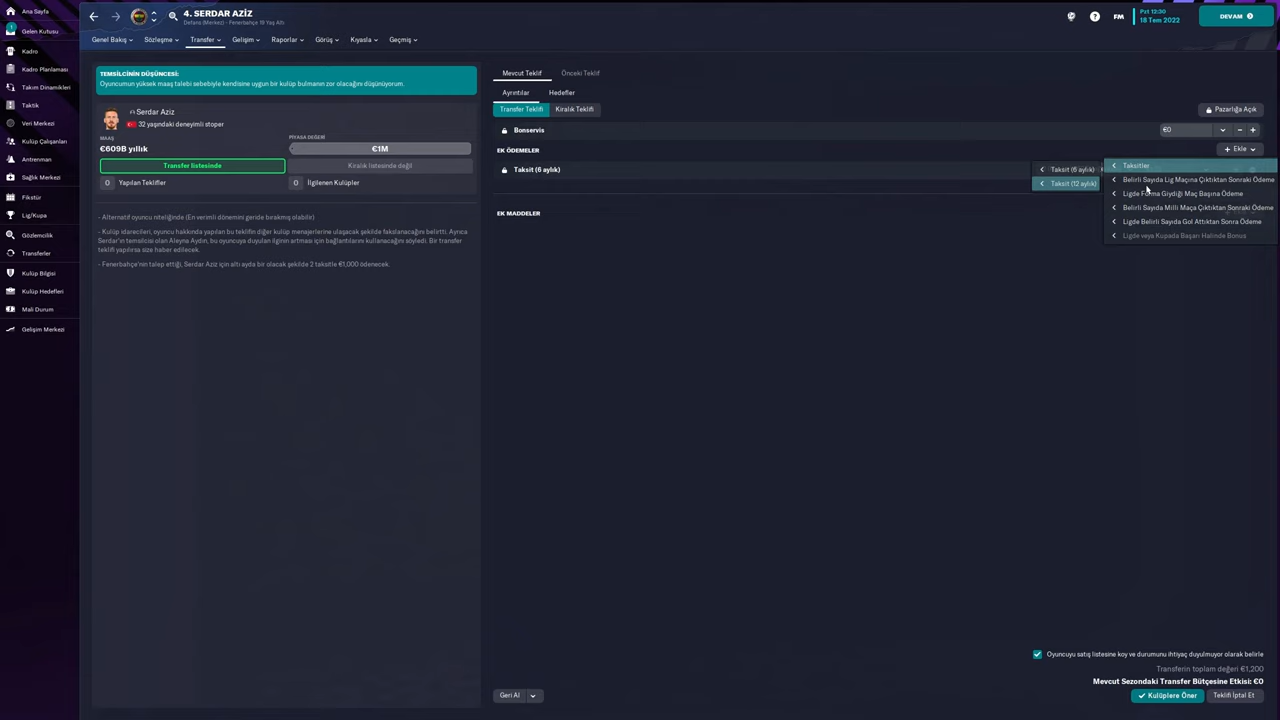 Ana Sayfa
Gelen Kutusu
Kadro
Kadro Planlaması
Takım Dinamikleri
Taktik
Veri Merkezi
Kulüp Çalışanları
Antrenman
Sağlık Merkezi
Fikstür
Lig/Kupa
Gözlemcilik
Transferler
Kulüp Bilgisi
Kulüp Hedefleri
Mali Durum
Gelişim Merkezi
4. SERDAR AZİZ
Defans (Merkez) - Fenerbahçe 19 Yaş Altı
FM
Pzt 12:30
18 Tem 2022
DEVAM
Genel Bakış
Sözleşme
Transfer
Gelişim
Raporlar
Görüş
Kıyasla
Geçmiş
TEMSİLCİNİN DÜŞÜNCESİ:
Oyuncumun yüksek maaş talebi sebebiyle kendisine uygun bir kulüp bulmanın zor olacağını düşünüyorum.
Serdar Aziz
32 yaşındaki deneyimli stoper
MAAŞ
€609B yıllık
PİYASA DEĞERİ
€1M
Transfer listesinde
Kiralık listesinde değil
0 Yapılan Teklifler
0 İlgilenen Kulüpler
- Alternatif oyuncu niteliğinde (En verimli dönemini geride bırakmış olabilir)
- Kulüp idarecileri, oyuncu hakkında yapılan bu teklifin diğer kulüp menajerlerine ulaşacak şekilde fakslanacağını belirtti. Ayrıca
Serdar'ın temsilcisi olan Aleyna Aydın, bu oyuncuya duyulan ilginin artması için bağlantılarını kullanacağını söyledi. Bir transfer
teklifi yapılırsa size haber edilecek.
- Fenerbahçe'nin talep ettiği, Serdar Aziz için altı ayda bir olacak şekilde 2 taksitle €1,000 ödenecek.
Mevcut Teklif
Önceki Teklif
Ayrıntılar
Hedefler
Transfer Teklifi
Kiralık Teklifi
Pazarlığa Açık
Bonservis
€0
EK ÖDEMELER
Ekle
Taksit (6 aylık)
Taksit (6 aylık)
Taksit (12 aylık)
Taksitler
Belirli Sayıda Lig Maçına Çıktıktan Sonraki Ödeme
Ligde Forma Giydiği Maç Başına Ödeme
Belirli Sayıda Milli Maça Çıktıktan Sonraki Ödeme
Ligde Belirli Sayıda Gol Attıktan Sonra Ödeme
Ligde veya Kupada Başarı Halinde Bonus
EK MADDELER
Oyuncuyu satış listesine koy ve durumunu ihtiyaç duyulmuyor olarak belirle
Transferin toplam değeri €1,200
Mevcut Sezondaki Transfer Bütçesine Etkisi: €0
Geri Al
Kulüplere Öner
Teklifi İptal Et